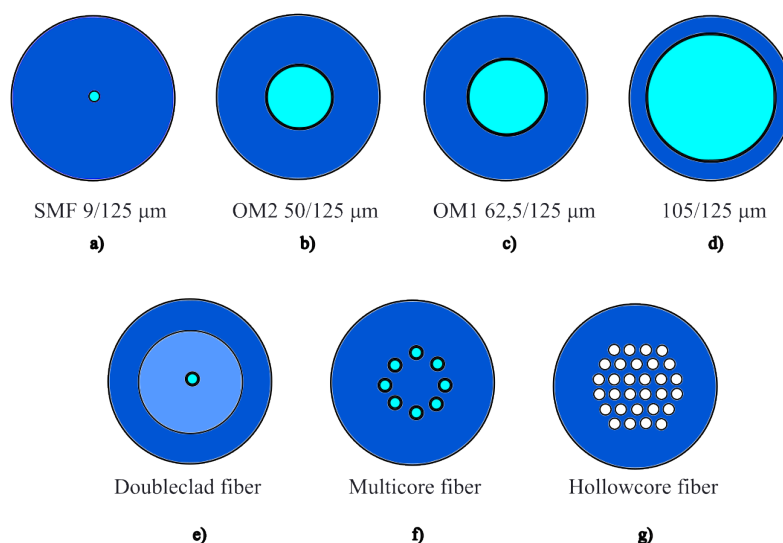 SMF 9/125 μm
OM2 50/125 μm
OM1 62,5/125 μm
105/125 μm
a)
b)
c)
d)
Doubleclad fiber
Multicore fiber
Hollowcore fiber
e)
f)
g)